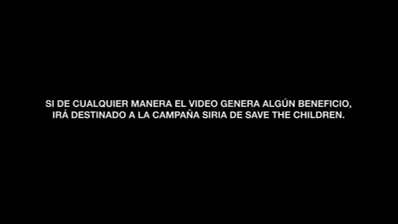 SI DE CUALQUIER MANERA EL VIDEO GENERA ALGÚN BENEFICIO,
IRÁ DESTINADO A LA CAMPAÑA SIRIA DE SAVE THE CHILDREN.